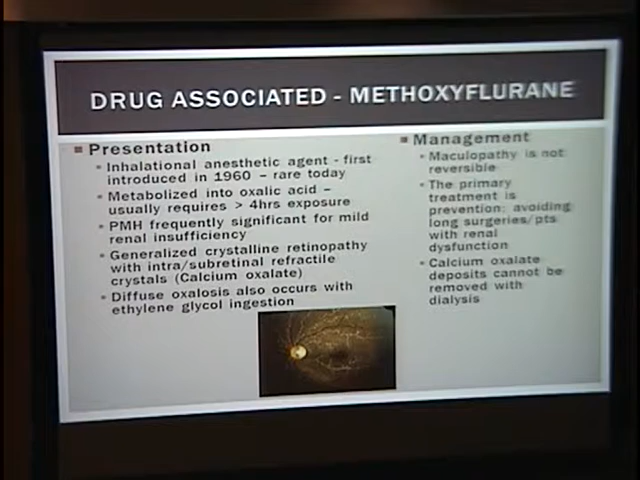 DRUG ASSOCIATED - METHOXYFLURANE
Presentation
Inhalational anesthetic agent - first
introduced in 1960 – rare today
Metabolized into oxalic acid –
usually requires > 4hrs exposure
PMH frequently significant for mild
renal insufficiency
Generalized crystalline retinopathy
with intra/subretinal refractile
crystals (Calcium oxalate)
Diffuse oxalosis also occurs with
ethylene glycol ingestion
Management
Maculopathy is not
reversible
The primary
treatment is
prevention: avoiding
long surgeries/pts
with renal
dysfunction
Calcium oxalate
deposits cannot be
removed with
dialysis